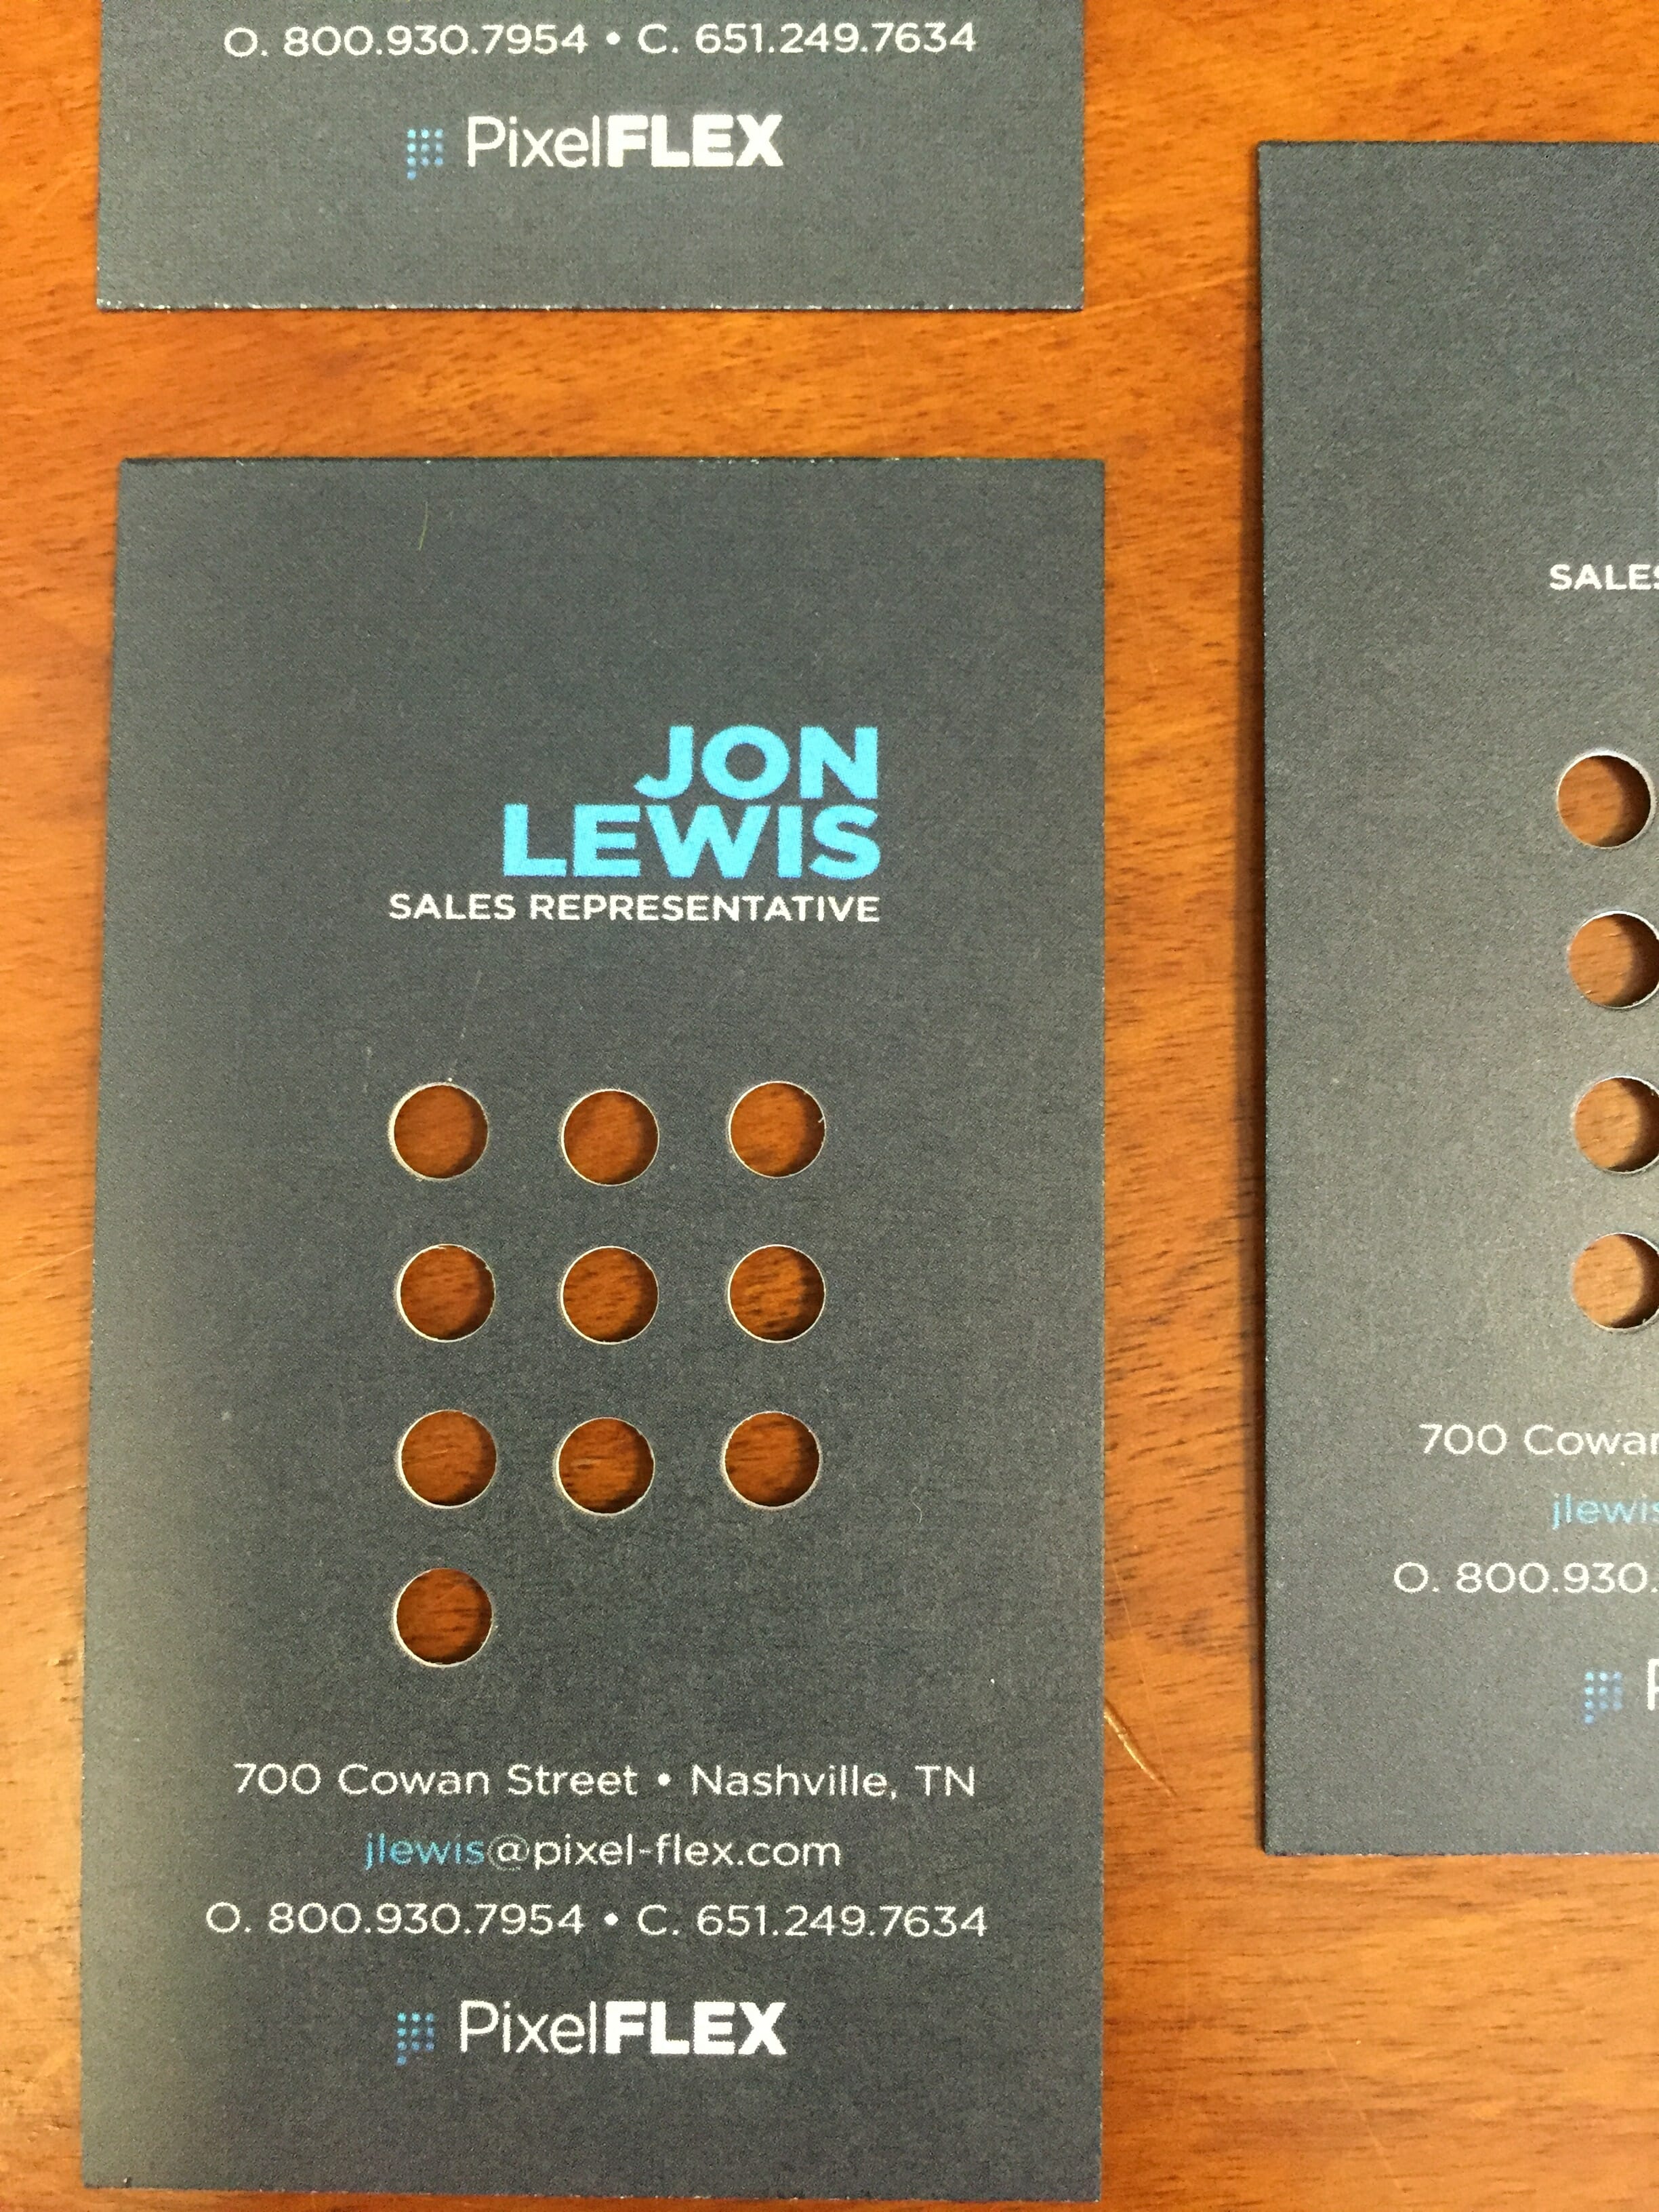 O. 800.930.7954 • C. 651.249.7634
PixelFLEX
JON
LEWIS
SALES REPRESENTATIVE
700 Cowan Street • Nashville, TN
jlewis@pixel-flex.com
O. 800.930.7954 • C. 651.249.7634
PixelFLEX
SALES
700 Cowan
jlewis
O. 800.930.
P